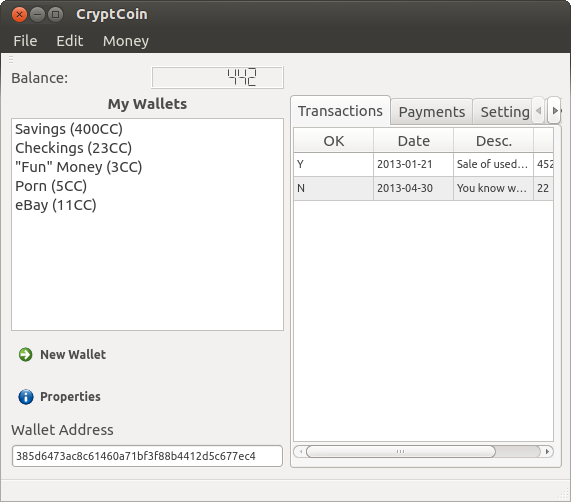 CryptCoin
File Edit Money
Balance: 442
My Wallets
Savings (400CC)
Checkings (23CC)
"Fun" Money (3CC)
Porn (5CC)
eBay (11CC)
New Wallet
Properties
Wallet Address
385d6473ac8c61460a71bf3f88b4412d5c677ec4
Transactions Payments Setting
OK Date Desc.
Y 2013-01-21 Sale of used... 452
N 2013-04-30 You know w... 22